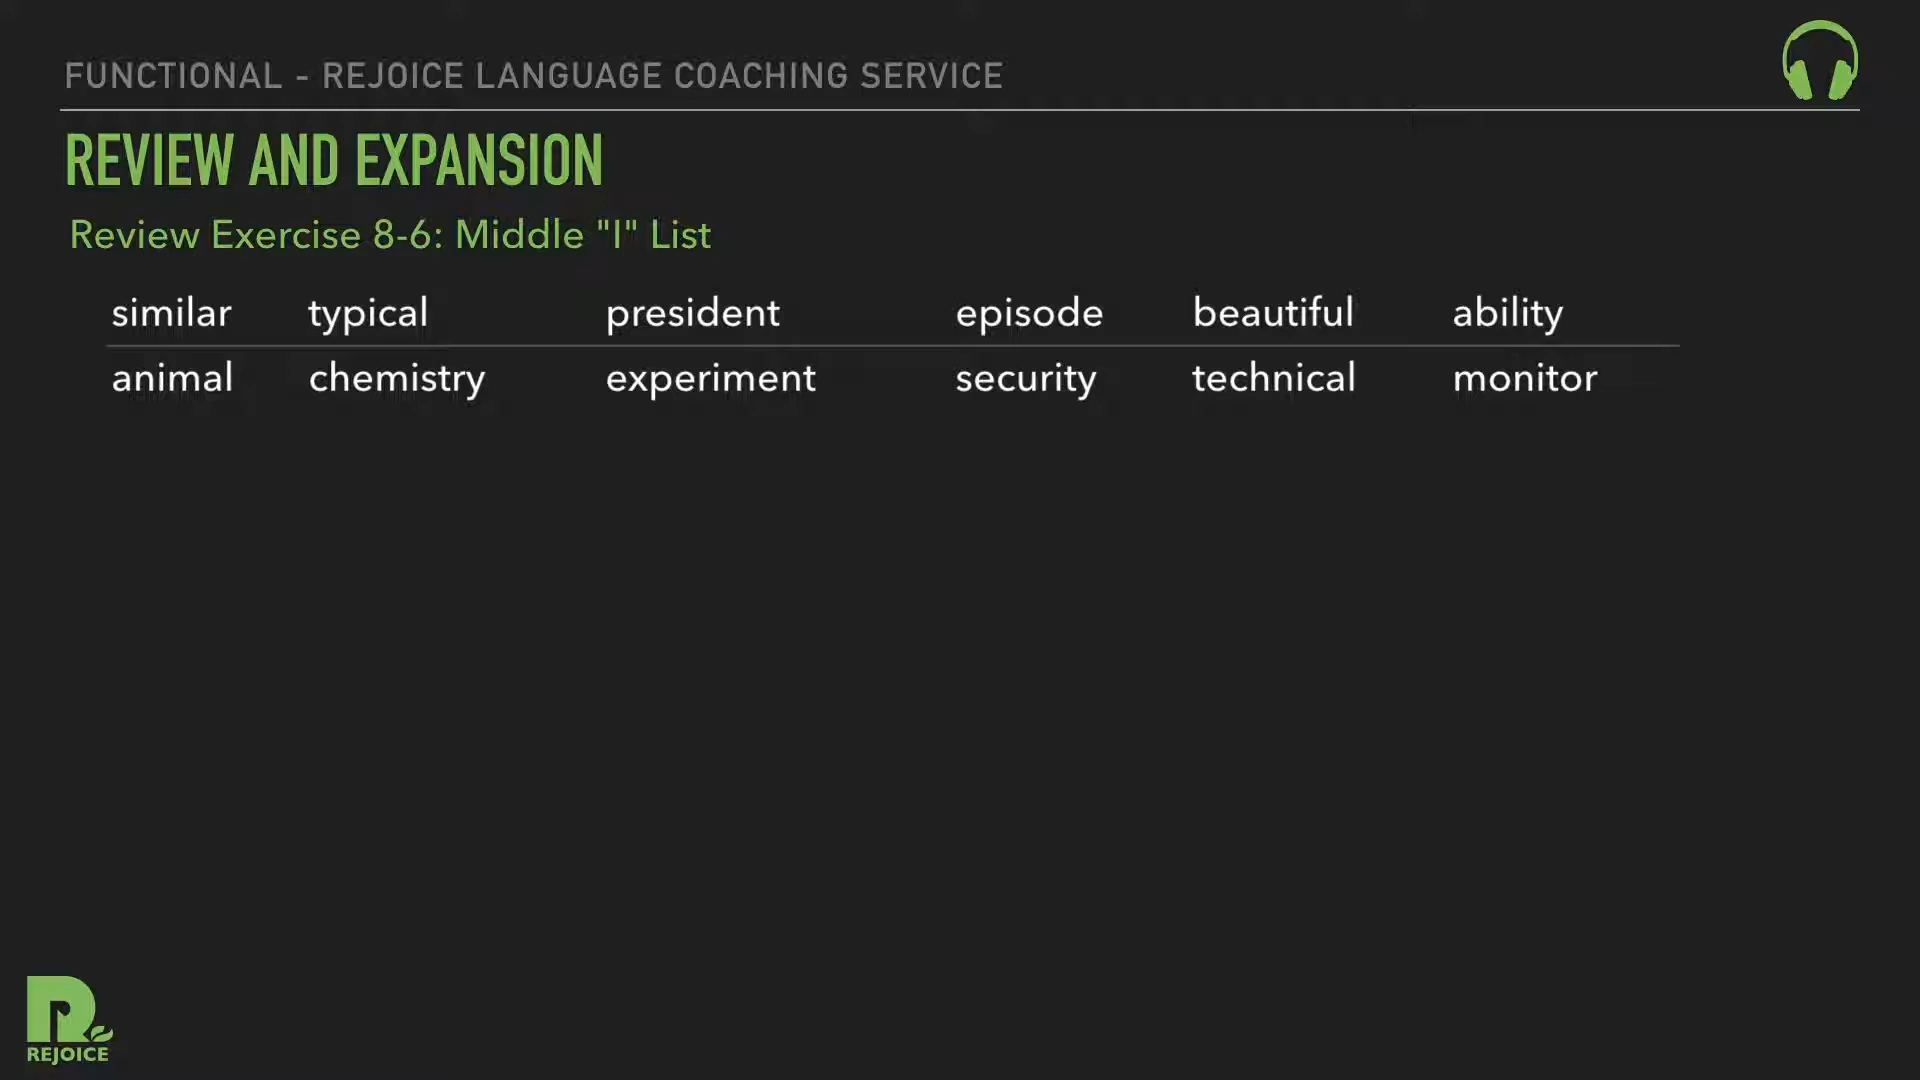 FUNCTIONAL - REJOICE LANGUAGE COACHING SERVICE
REVIEW AND EXPANSION
Review Exercise 8-6: Middle "I" List
similar typical president episode beautiful ability
animal chemistry experiment security technical monitor
REJOICE